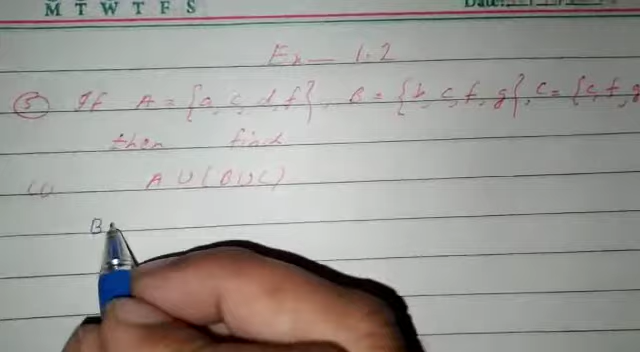 M T W T F S Date:
Ex — 1.2
(5) If A = {a, c, d, f}, B = {b, c, f, g}, C = {c, f, g
then find
(i) A ∪ (B ∪ C)
B